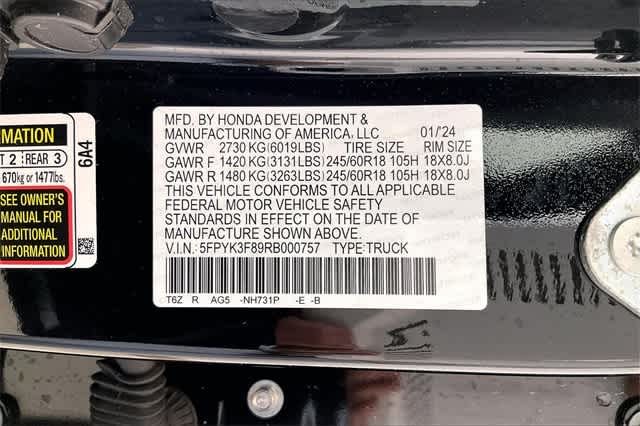 MFD. BY HONDA DEVELOPMENT &
MANUFACTURING OF AMERICA, LLC 01/24
GVWR 2730 KG(6019LBS) TIRE SIZE RIM SIZE
GAWR F 1420 KG(3131LBS) 245/60R18 105H 18X8.0J
GAWR R 1480 KG(3263LBS) 245/60R18 105H 18X8.0J
THIS VEHICLE CONFORMS TO ALL APPLICABLE
FEDERAL MOTOR VEHICLE SAFETY
STANDARDS IN EFFECT ON THE DATE OF
MANUFACTURE SHOWN ABOVE.
V.I.N.: 5FPYK3F89RB000757 TYPE:TRUCK
T6Z R AG5 -NH731P -E -B
2 REAR 3
670kg or 1477lbs.
SEE OWNER'S
MANUAL FOR
ADDITIONAL
INFORMATION
6A4